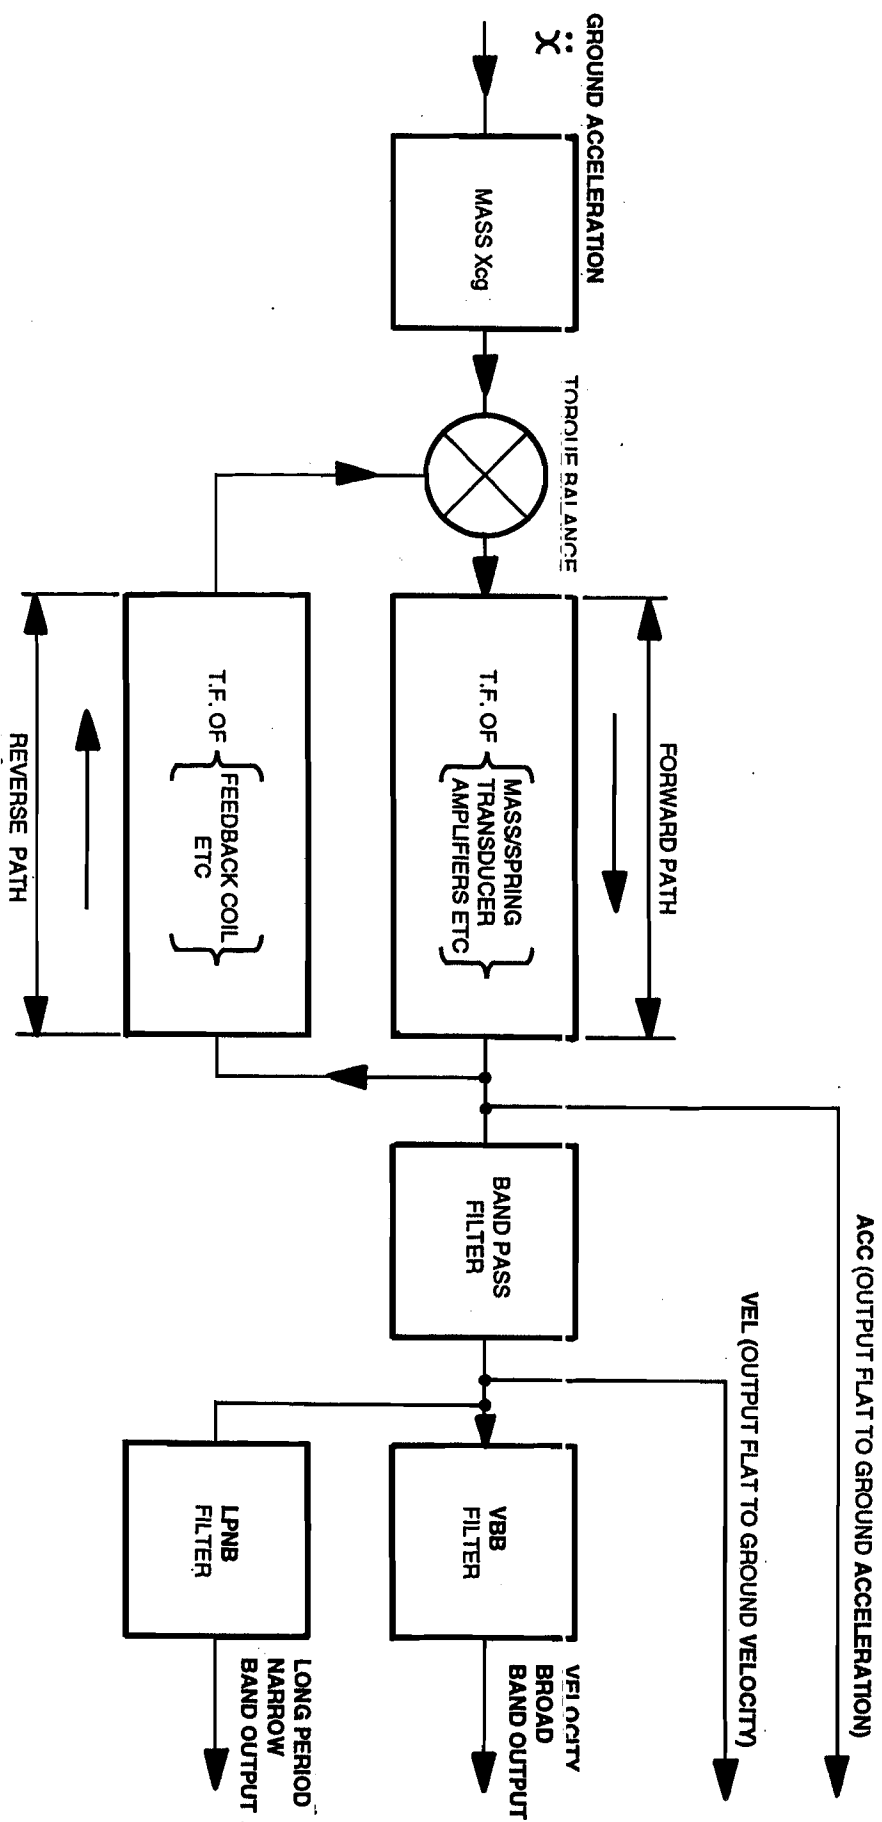 GROUND ACCELERATION
Ẍ
MASS Xcg
TORQUE BALANCE
FORWARD PATH
T.F. OF
MASS/SPRING
TRANSDUCER
AMPLIFIERS ETC
T.F. OF
FEEDBACK COIL
ETC
REVERSE PATH
ACC (OUTPUT FLAT TO GROUND ACCELERATION)
VEL (OUTPUT FLAT TO GROUND VELOCITY)
BAND PASS
FILTER
VBB
FILTER
VELOCITY
BROAD
BAND OUTPUT
LPNB
FILTER
LONG PERIOD
NARROW
BAND OUTPUT